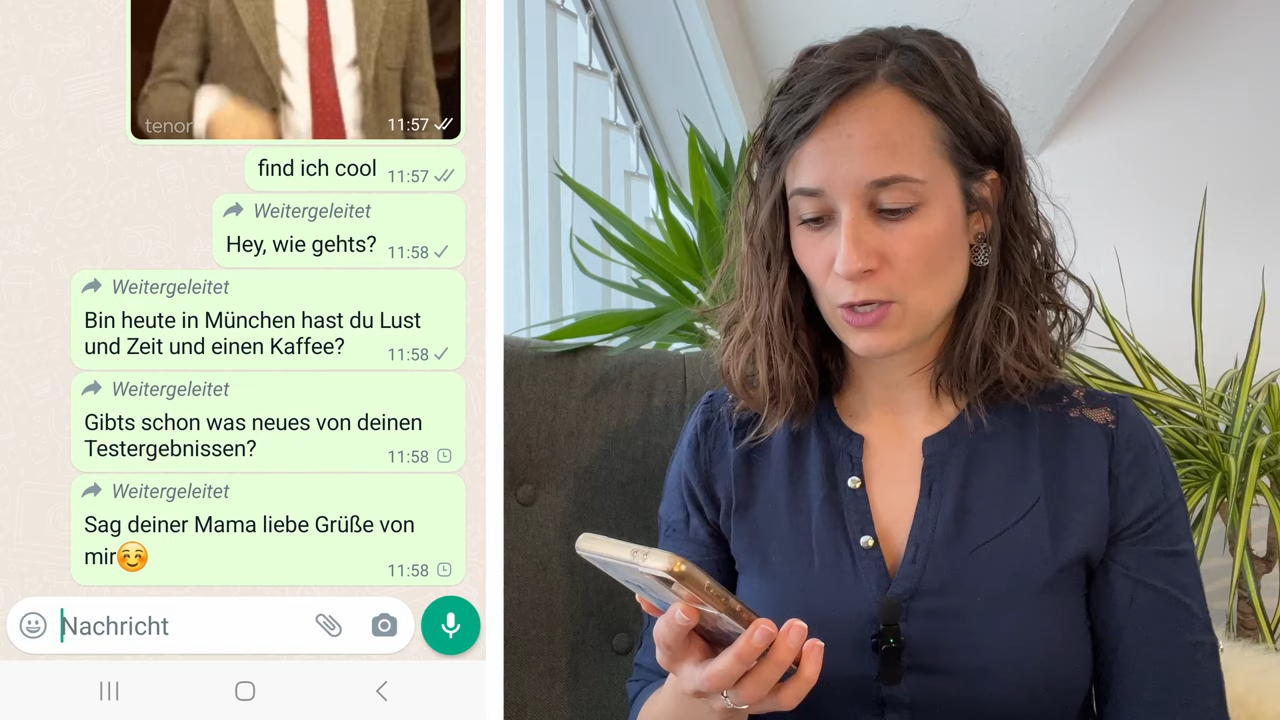 tenor
11:57
find ich cool 11:57
Weitergeleitet
Hey, wie gehts? 11:58
Weitergeleitet
Bin heute in München hast du Lust
und Zeit und einen Kaffee? 11:58
Weitergeleitet
Gibts schon was neues von deinen
Testergebnissen? 11:58
Weitergeleitet
Sag deiner Mama liebe Grüße von
mir☺️
11:58
Nachricht